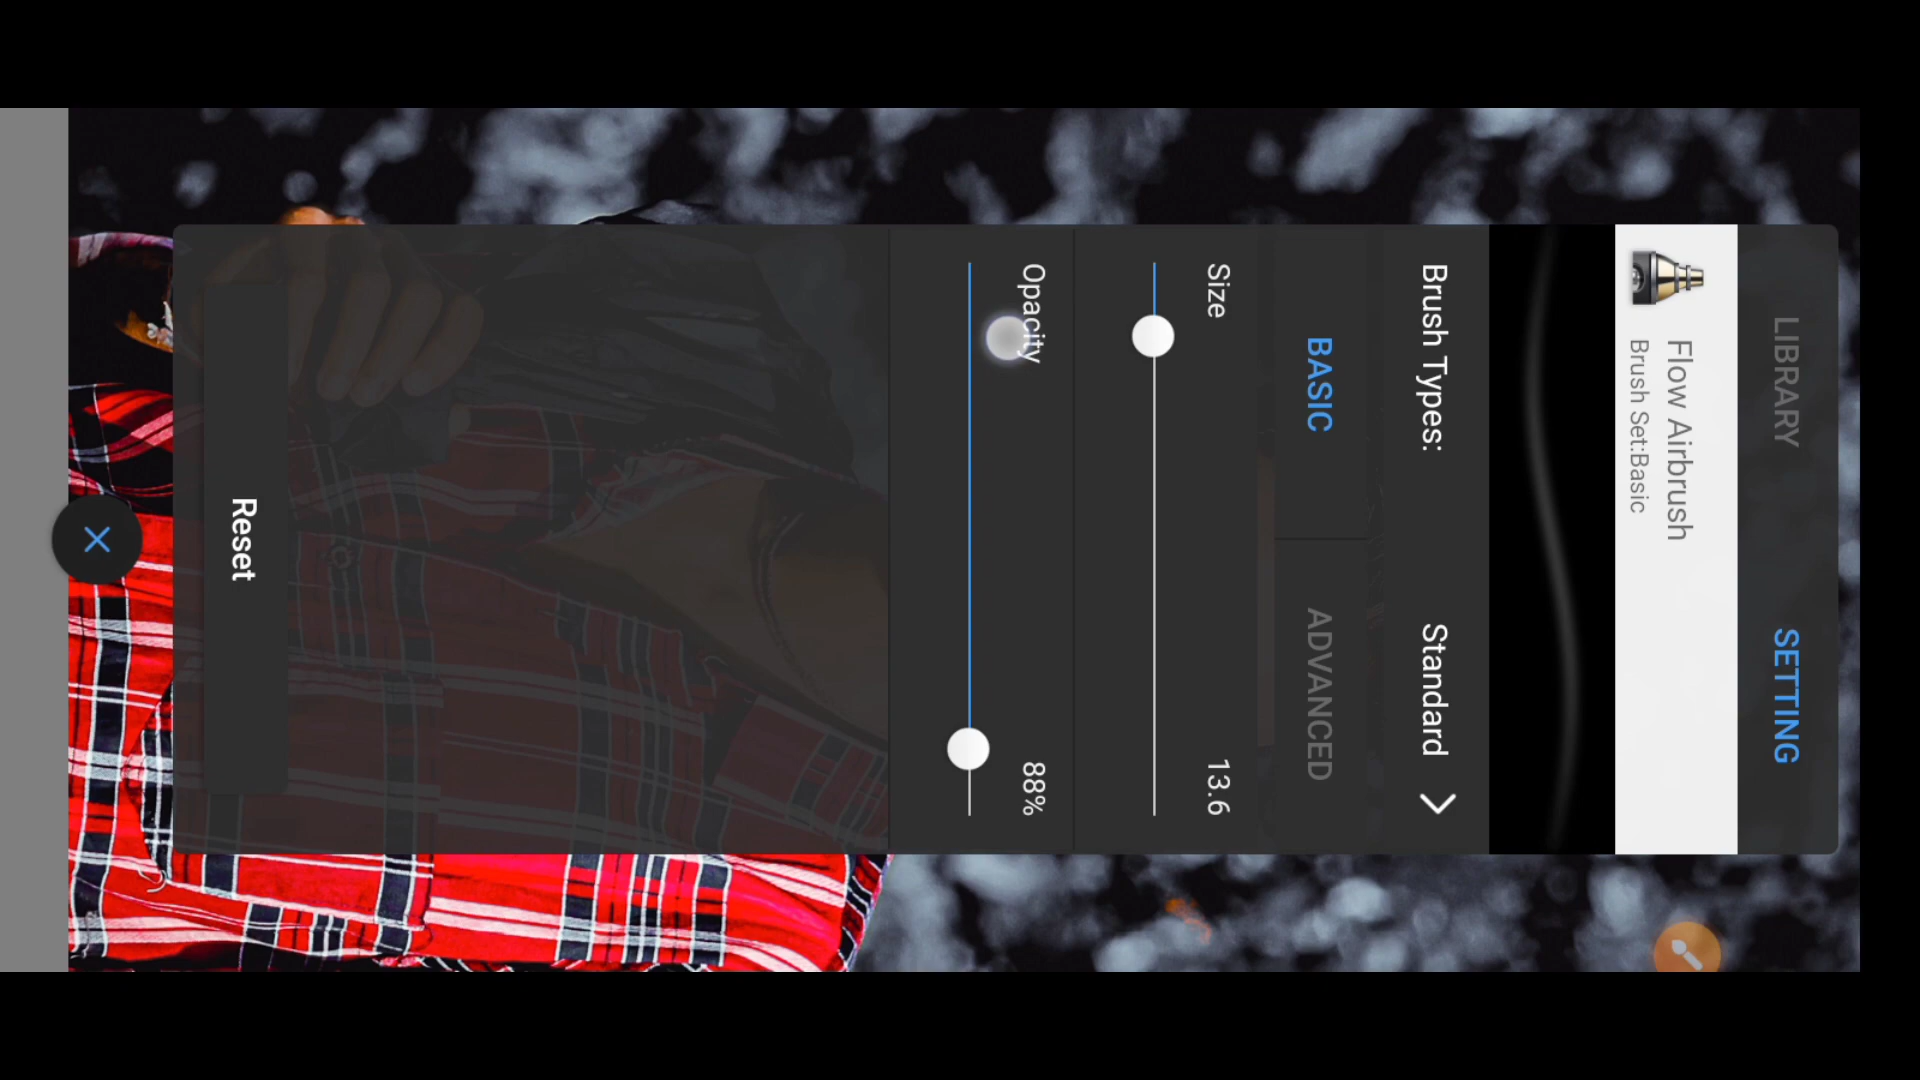 LIBRARY
SETTING
Flow Airbrush
Brush Set:Basic
Brush Types:
Standard
BASIC
ADVANCED
Size
13.6
Opacity
88%
Reset